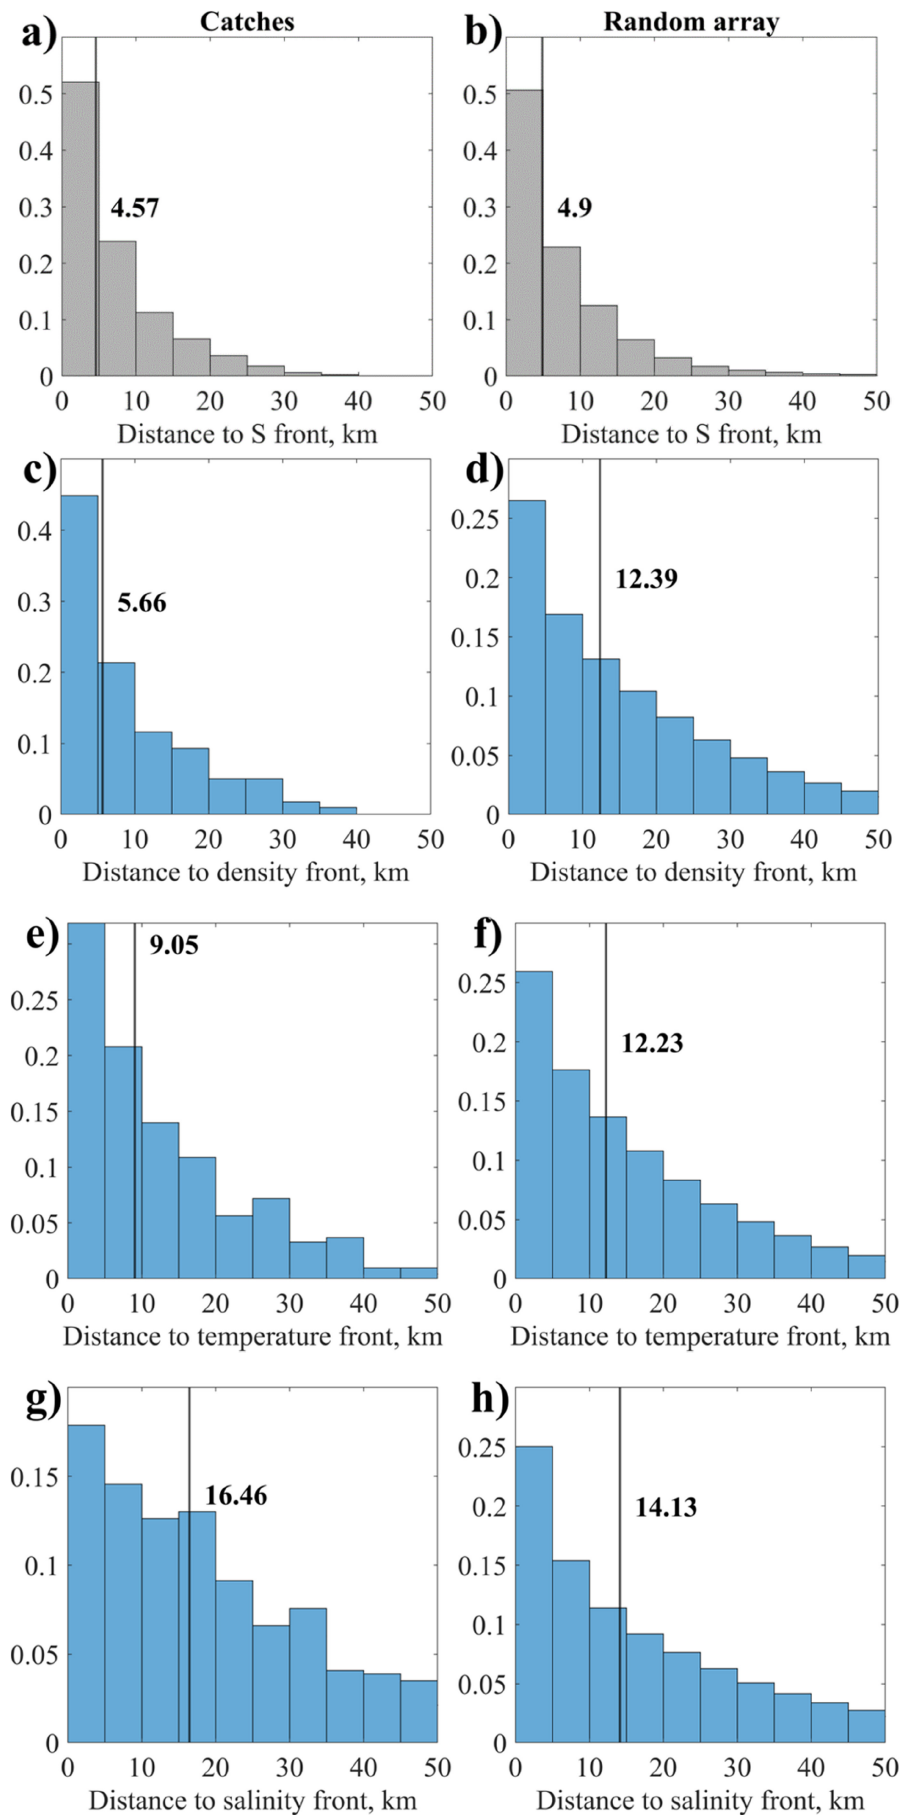 a) Catches
0.5
0.4
0.3
0.2
0.1
0
4.57
0 10 20 30 40 50
Distance to S front, km
b) Random array
0.5
0.4
0.3
0.2
0.1
0
4.9
0 10 20 30 40 50
Distance to S front, km
c)
0.4
0.3
0.2
0.1
0
5.66
0 10 20 30 40 50
Distance to density front, km
d)
0.25
0.2
0.15
0.1
0.05
0
12.39
0 10 20 30 40 50
Distance to density front, km
e)
0.25
0.2
0.15
0.1
0.05
0
9.05
0 10 20 30 40 50
Distance to temperature front, km
f)
0.25
0.2
0.15
0.1
0.05
0
12.23
0 10 20 30 40 50
Distance to temperature front, km
g)
0.15
0.1
0.05
0
16.46
0 10 20 30 40 50
Distance to salinity front, km
h)
0.25
0.2
0.15
0.1
0.05
0
14.13
0 10 20 30 40 50
Distance to salinity front, km